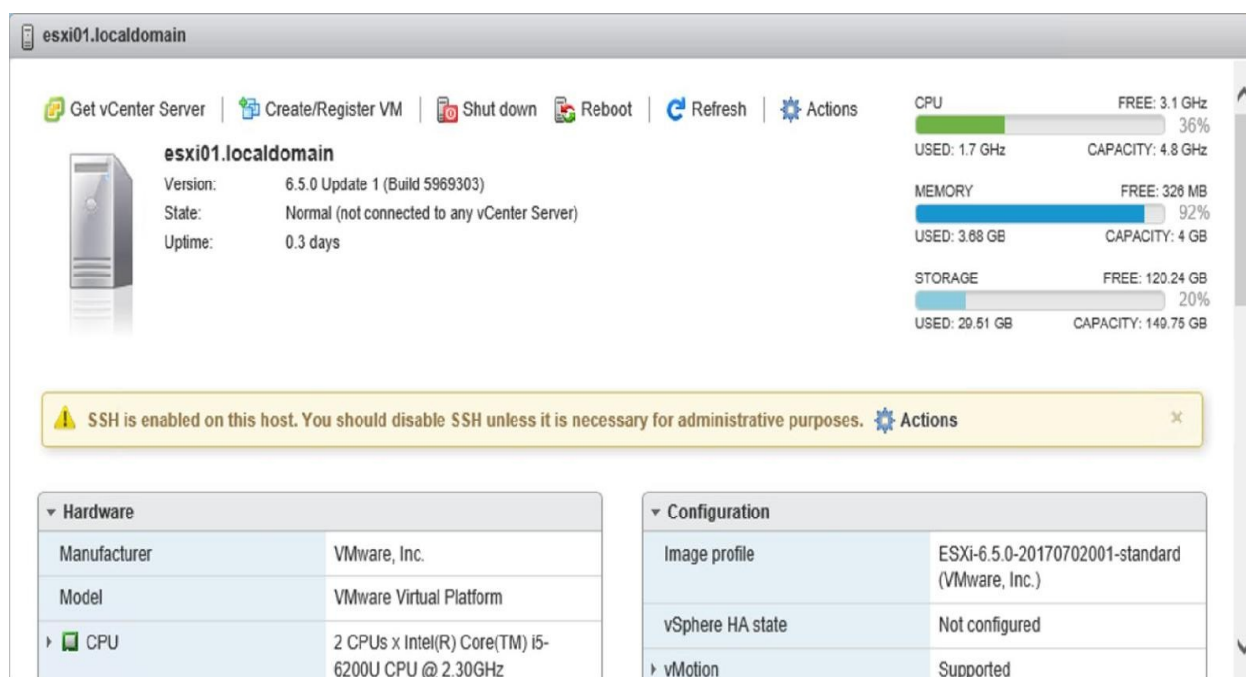 esxi01.localdomain
Get vCenter Server
Create/Register VM
Shut down
Reboot
Refresh
Actions
esxi01.localdomain
Version: 6.5.0 Update 1 (Build 5969303)
State: Normal (not connected to any vCenter Server)
Uptime: 0.3 days
CPU FREE: 3.1 GHz
36%
USED: 1.7 GHz CAPACITY: 4.8 GHz
MEMORY FREE: 326 MB
92%
USED: 3.68 GB CAPACITY: 4 GB
STORAGE FREE: 120.24 GB
20%
USED: 29.51 GB CAPACITY: 149.75 GB
SSH is enabled on this host. You should disable SSH unless it is necessary for administrative purposes. Actions
Hardware
Manufacturer VMware, Inc.
Model VMware Virtual Platform
CPU 2 CPUs x Intel(R) Core(TM) i5-
6200U CPU @ 2.30GHz
Configuration
Image profile ESXi-6.5.0-20170702001-standard
(VMware, Inc.)
vSphere HA state Not configured
vMotion Supported